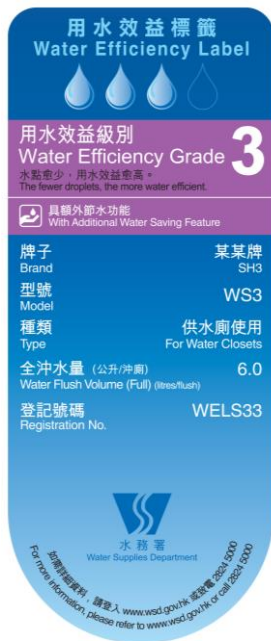 用水效益標籤
Water Efficiency Label
用水效益級別
Water Efficiency Grade 3
水點愈少，用水效益愈高。
The fewer droplets, the more water efficient.
具額外節水功能
With Additional Water Saving Feature
牌子 某某牌
Brand SH3
型號 WS3
Model
種類 供水廁使用
Type For Water Closets
全沖水量 (公升/沖廁) 6.0
Water Flush Volume (Full) (litres/flush)
登記號碼 WELS33
Registration No.
水務署
Water Supplies Department
如需詳細資料，請登入 www.wsd.gov.hk 或致電 2824 5000
For more information, please refer to www.wsd.gov.hk or call 2824 5000